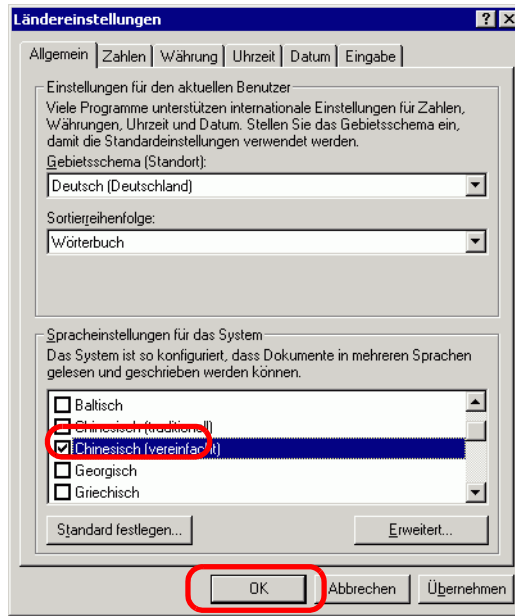 Ländereinstellungen
Allgemein Zahlen Währung Uhrzeit Datum Eingabe
Einstellungen für den aktuellen Benutzer
Viele Programme unterstützen internationale Einstellungen für Zahlen,
Währungen, Uhrzeit und Datum. Stellen Sie das Gebietsschema ein,
damit die Standardeinstellungen verwendet werden.
Gebietsschema (Standort):
Deutsch (Deutschland)
Sortierreihenfolge:
Wörterbuch
Spracheinstellungen für das System
Das System ist so konfiguriert, dass Dokumente in mehreren Sprachen
gelesen und geschrieben werden können.
Baltisch
Chinesisch (traditionell)
Chinesisch (vereinfacht)
Georgisch
Griechisch
Standard festlegen... Erweitert...
OK Abbrechen Übernehmen